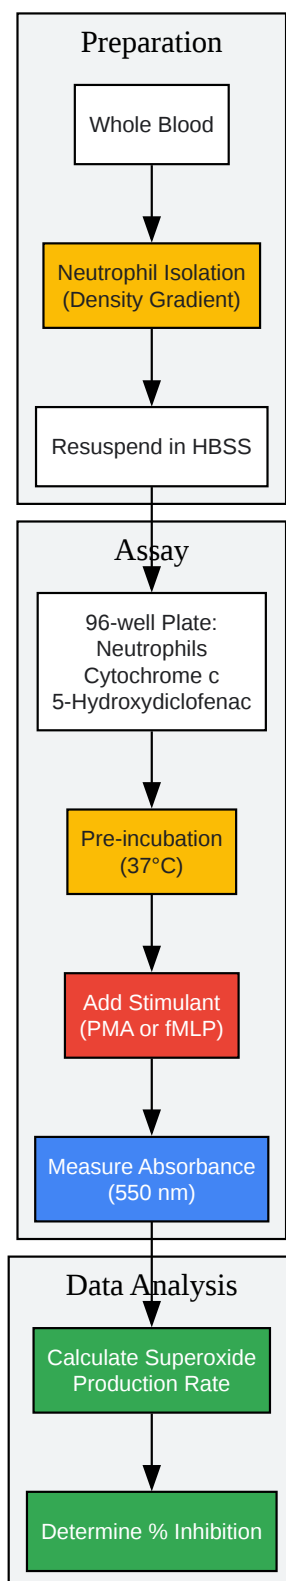 Preparation
Whole Blood
Neutrophil Isolation
(Density Gradient)
Resuspend in HBSS
Assay
96-well Plate:
Neutrophils
Cytochrome c
5-Hydroxydiclofenac
Pre-incubation
(37°C)
Add Stimulant
(PMA or fMLP)
Measure Absorbance
(550 nm)
Data Analysis
Calculate Superoxide
Production Rate
Determine % Inhibition